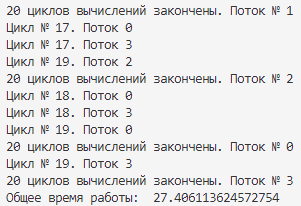 20 циклов вычислений закончены. Поток № 1
Цикл № 17. Поток 0
Цикл № 17. Поток 3
Цикл № 19. Поток 2
20 циклов вычислений закончены. Поток № 2
Цикл № 18. Поток 0
Цикл № 18. Поток 3
Цикл № 19. Поток 0
20 циклов вычислений закончены. Поток № 0
Цикл № 19. Поток 3
20 циклов вычислений закончены. Поток № 3
Общее время работы:  27.406113624572754